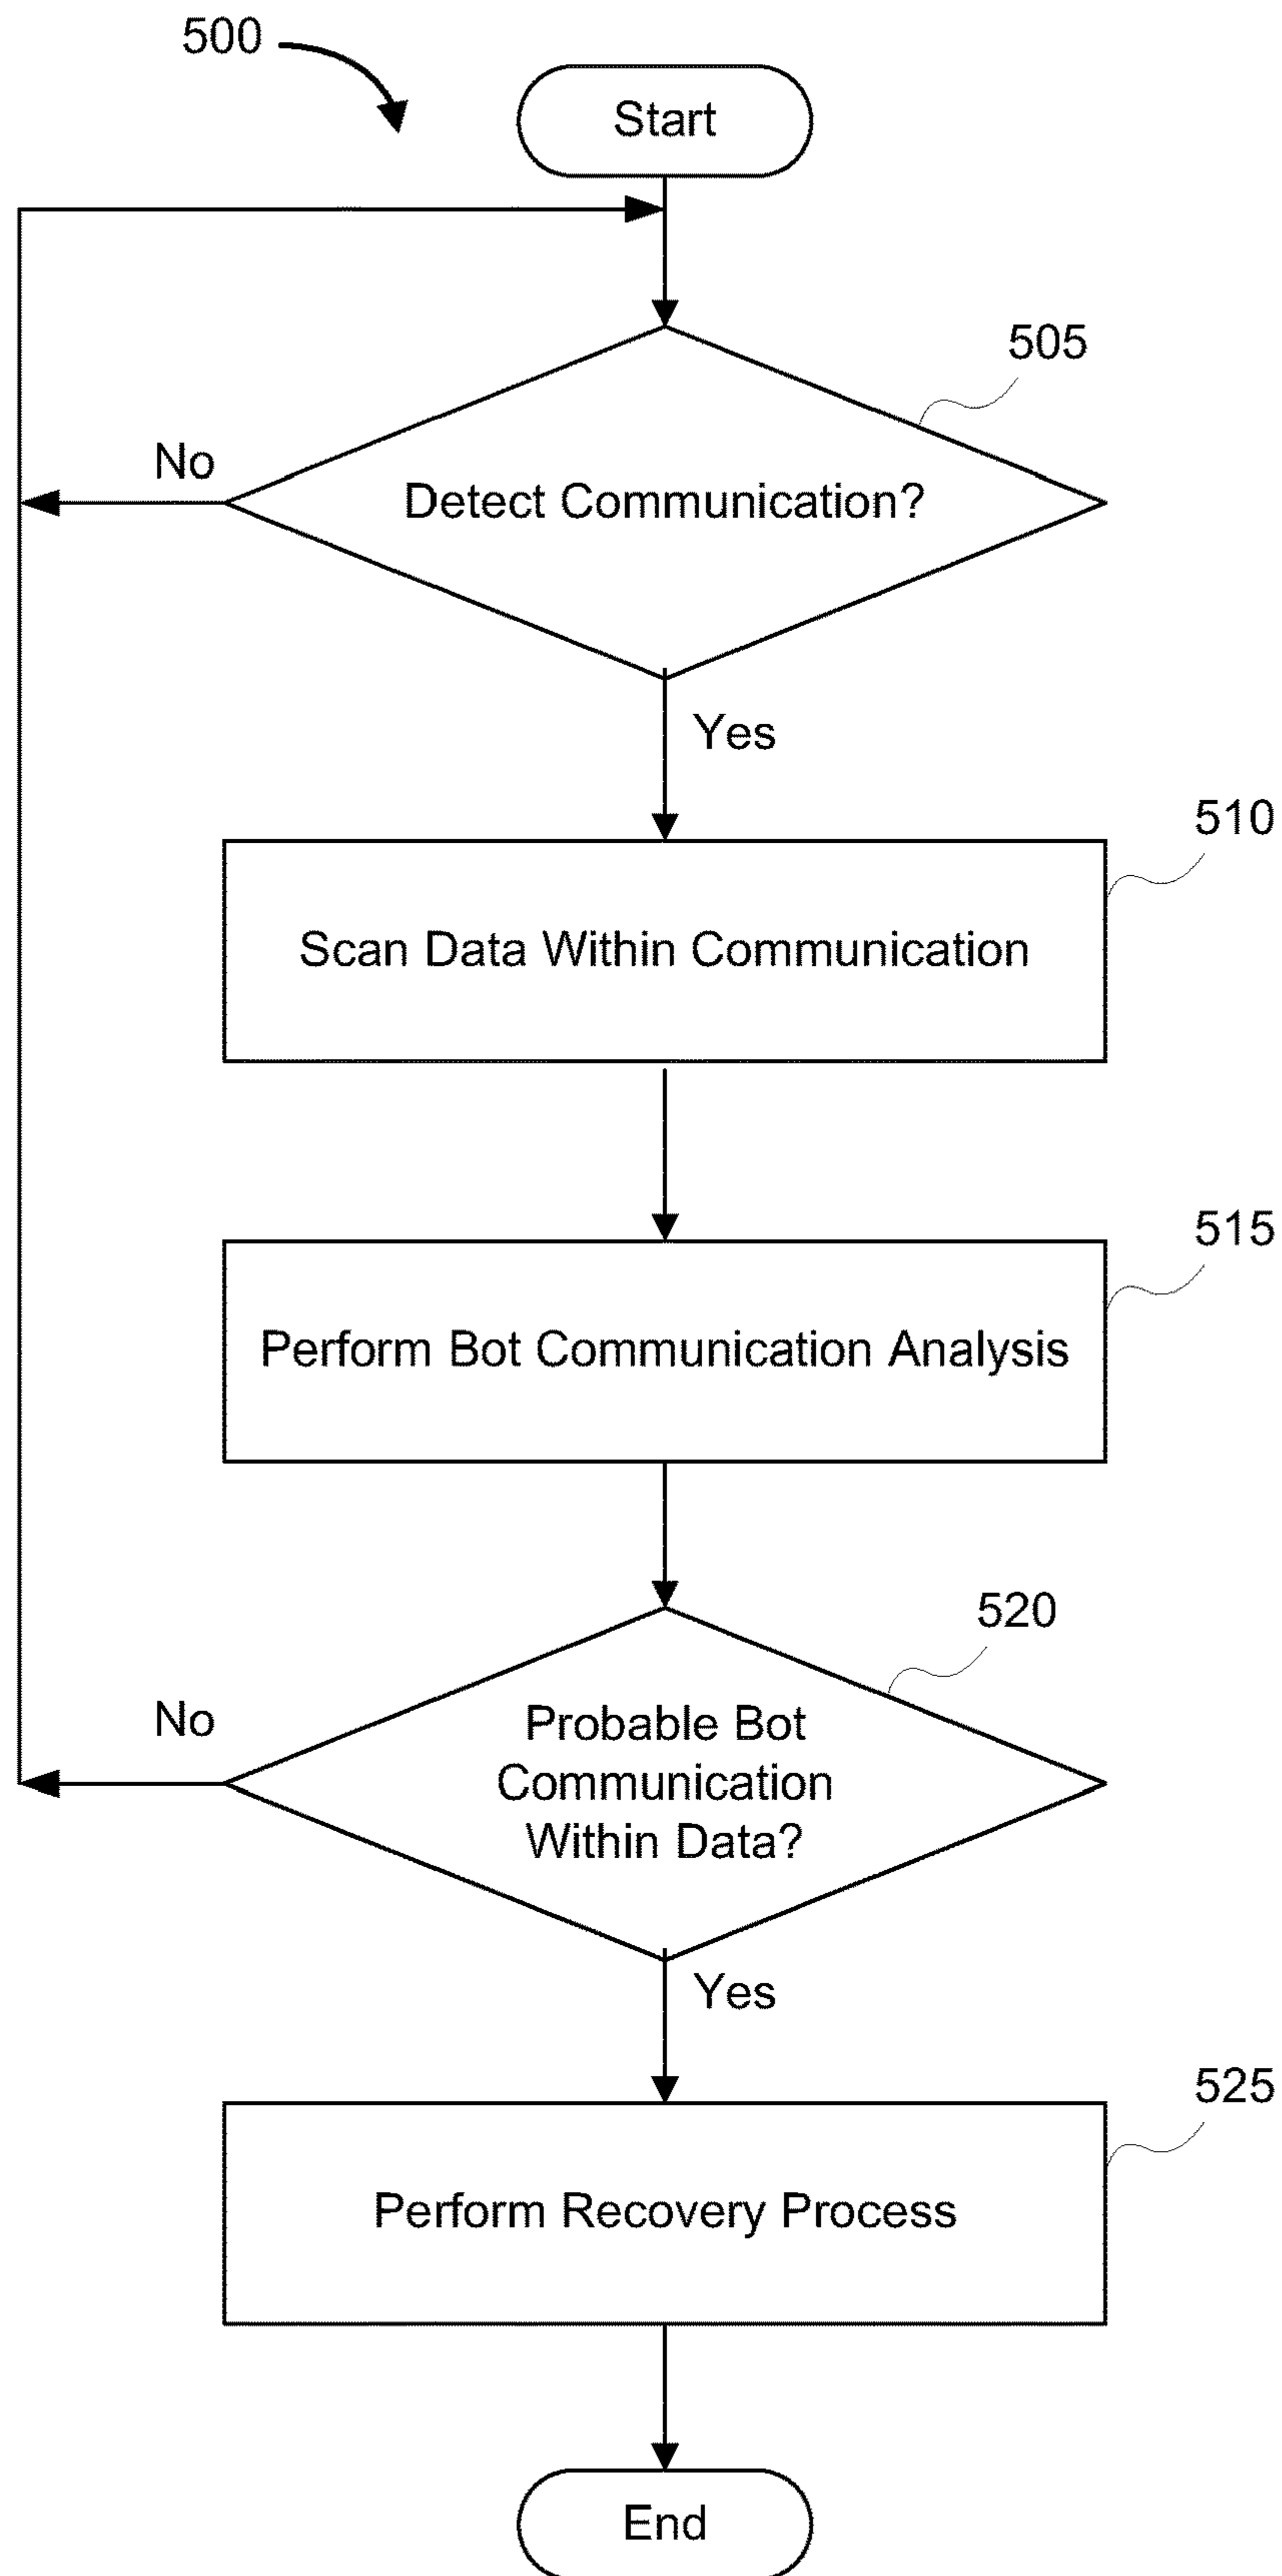 500
Start
505
No
Detect Communication?
Yes
510
Scan Data Within Communication
515
Perform Bot Communication Analysis
520
No
Probable Bot
Communication
Within Data?
Yes
525
Perform Recovery Process
End